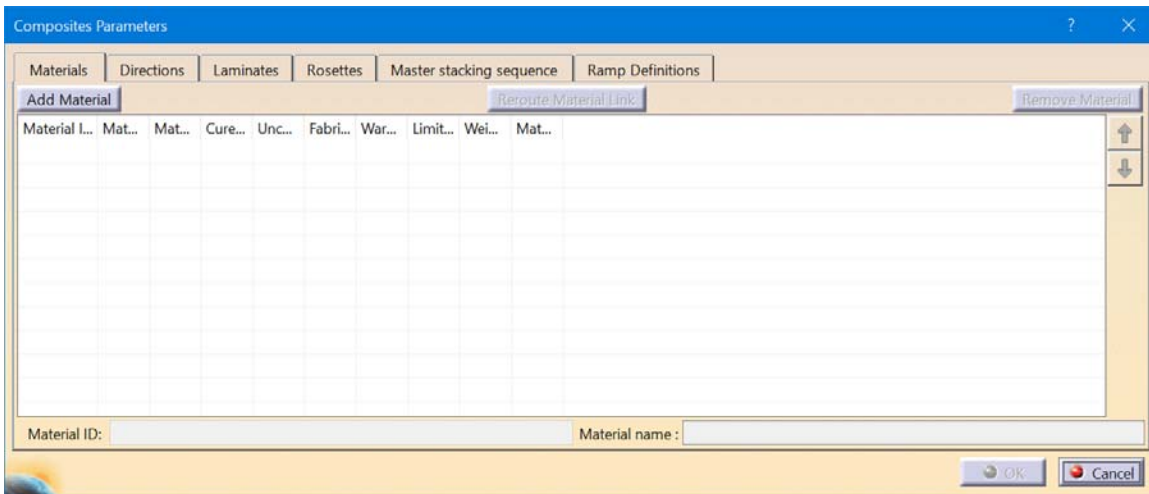 Composites Parameters ?
Materials Directions Laminates Rosettes Master stacking sequence Ramp Definitions
Add Material Reroute Material Link Remove Material
Material I... Mat... Mat... Cure... Unc... Fabri... War... Limit... Wei... Mat...
Material ID: Material name :
OK Cancel